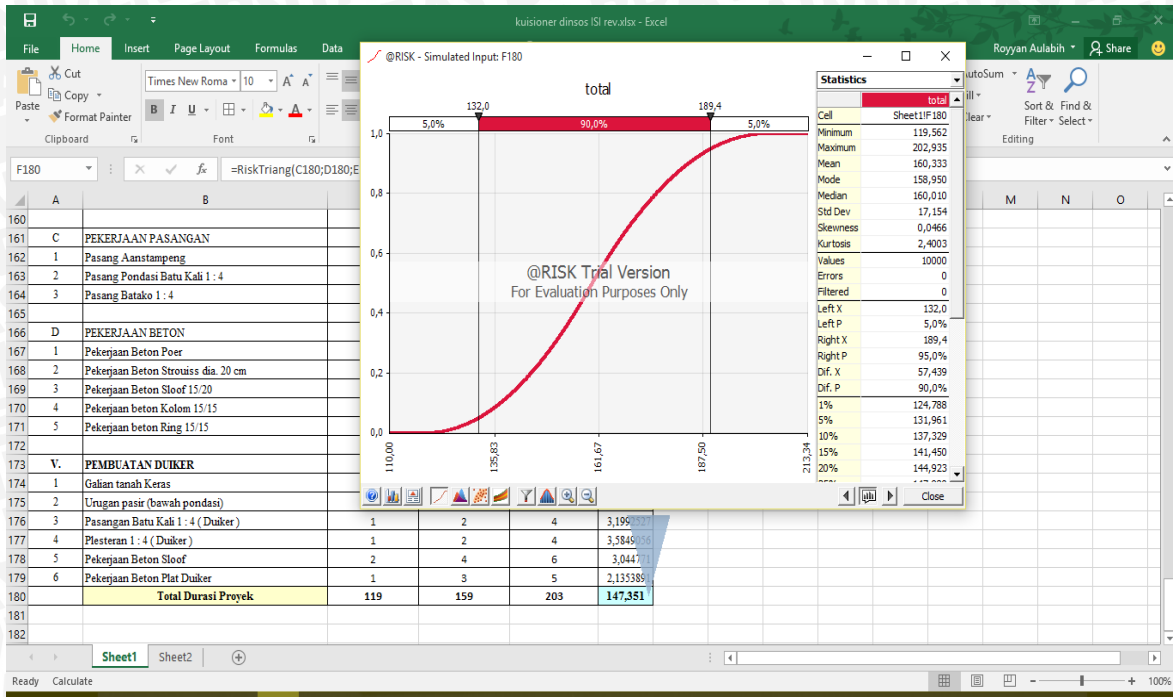 kuisioner dinsos ISI rev.xlsx - Excel
File Home Insert Page Layout Formulas Data
Royyan Aulabih Share
Cut
Copy
Format Painter
Paste
Clipboard
Times New Roma 10
B I U
Font
Sort & Find &
Filter Select
Editing
F180 fx =RiskTriang(C180;D180;E
@RISK - Simulated Input: F180
total
132,0 189,4
5,0% 90,0% 5,0%
1,0
0,8
0,6
0,4
0,2
0,0
110,00 135,83 161,67 187,50 213,34
@RISK Trial Version
For Evaluation Purposes Only
Statistics
total
Cell Sheet1!F180
Minimum 119,562
Maximum 202,935
Mean 160,333
Mode 158,950
Median 160,010
Std Dev 17,154
Skewness 0,0466
Kurtosis 2,4003
Values 10000
Errors 0
Filtered 0
Left X 132,0
Left P 5,0%
Right X 189,4
Right P 95,0%
Dif. X 57,439
Dif. P 90,0%
1% 124,788
5% 131,961
10% 137,329
15% 141,450
20% 144,923
Close
A B M N O
160
161 C PEKERJAAN PASANGAN
162 1 Pasang Aanstampeng
163 2 Pasang Pondasi Batu Kali 1 : 4
164 3 Pasang Batako 1 : 4
165
166 D PEKERJAAN BETON
167 1 Pekerjaan Beton Poer
168 2 Pekerjaan Beton Strouiss dia. 20 cm
169 3 Pekerjaan Beton Sloof 15/20
170 4 Pekerjaan beton Kolom 15/15
171 5 Pekerjaan beton Ring 15/15
172
173 V. PEMBUATAN DUIKER
174 1 Galian tanah Keras
175 2 Urugan pasir (bawah pondasi)
176 3 Pasangan Batu Kali 1 : 4 ( Duiker ) 1 2 4 3,1992527
177 4 Plesteran 1 : 4 ( Duiker ) 1 2 4 3,5849056
178 5 Pekerjaan Beton Sloof 2 4 6 3,044771
179 6 Pekerjaan Beton Plat Duiker 1 3 5 2,1353891
180 Total Durasi Proyek 119 159 203 147,351
181
182
Sheet1 Sheet2
Ready Calculate 100%